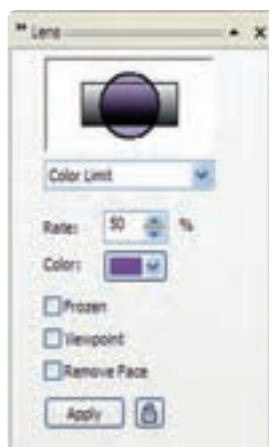 Lens
Color Limit
Rate: 50 %
Color:
Frozen
Viewpoint
Remove Face
Apply